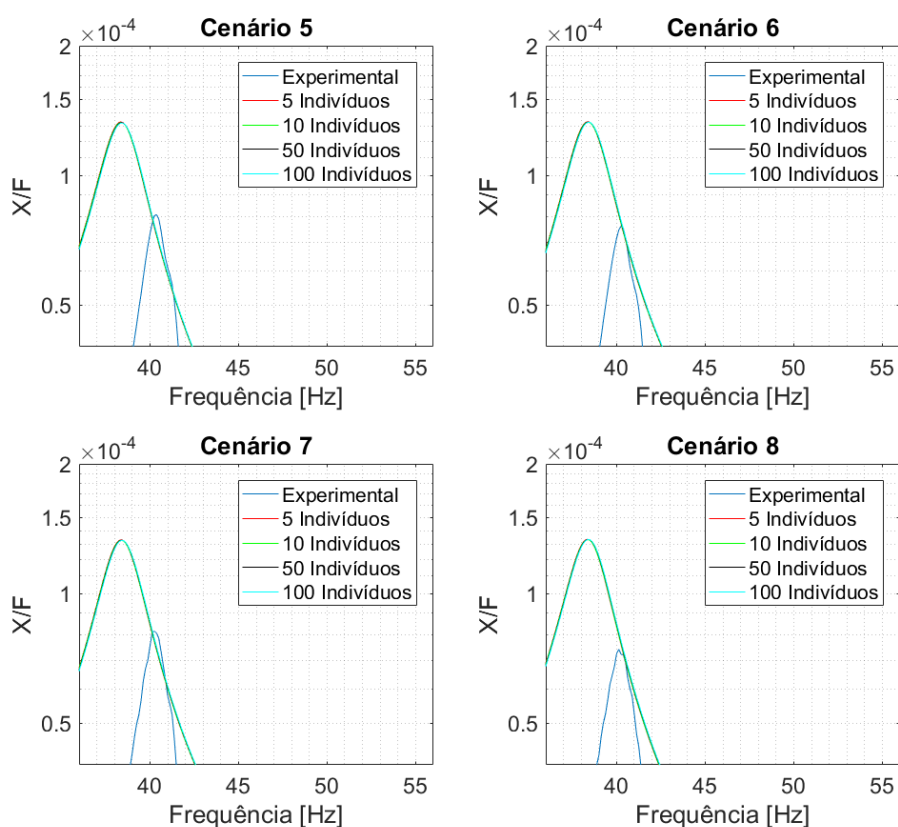 Cenário 5
×10⁻⁴
2
1.5
1
0.5
X/F
Experimental
5 Indivíduos
10 Indivíduos
50 Indivíduos
100 Indivíduos
40 45 50 55
Frequência [Hz]
Cenário 6
×10⁻⁴
2
1.5
1
0.5
X/F
Experimental
5 Indivíduos
10 Indivíduos
50 Indivíduos
100 Indivíduos
40 45 50 55
Frequência [Hz]
Cenário 7
×10⁻⁴
2
1.5
1
0.5
X/F
Experimental
5 Indivíduos
10 Indivíduos
50 Indivíduos
100 Indivíduos
40 45 50 55
Frequência [Hz]
Cenário 8
×10⁻⁴
2
1.5
1
0.5
X/F
Experimental
5 Indivíduos
10 Indivíduos
50 Indivíduos
100 Indivíduos
40 45 50 55
Frequência [Hz]